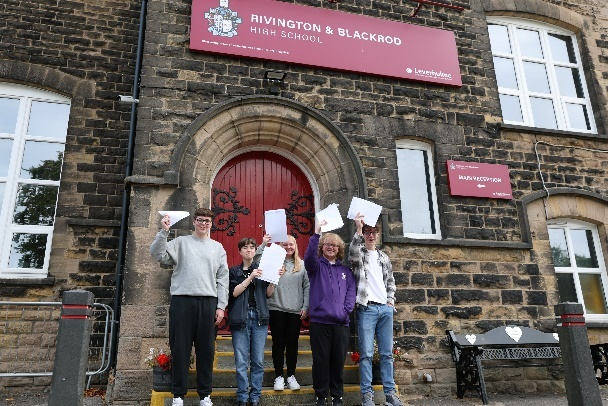 RIVINGTON & BLACKROD
HIGH SCHOOL
Leverhulme
MAIN RECEPTION